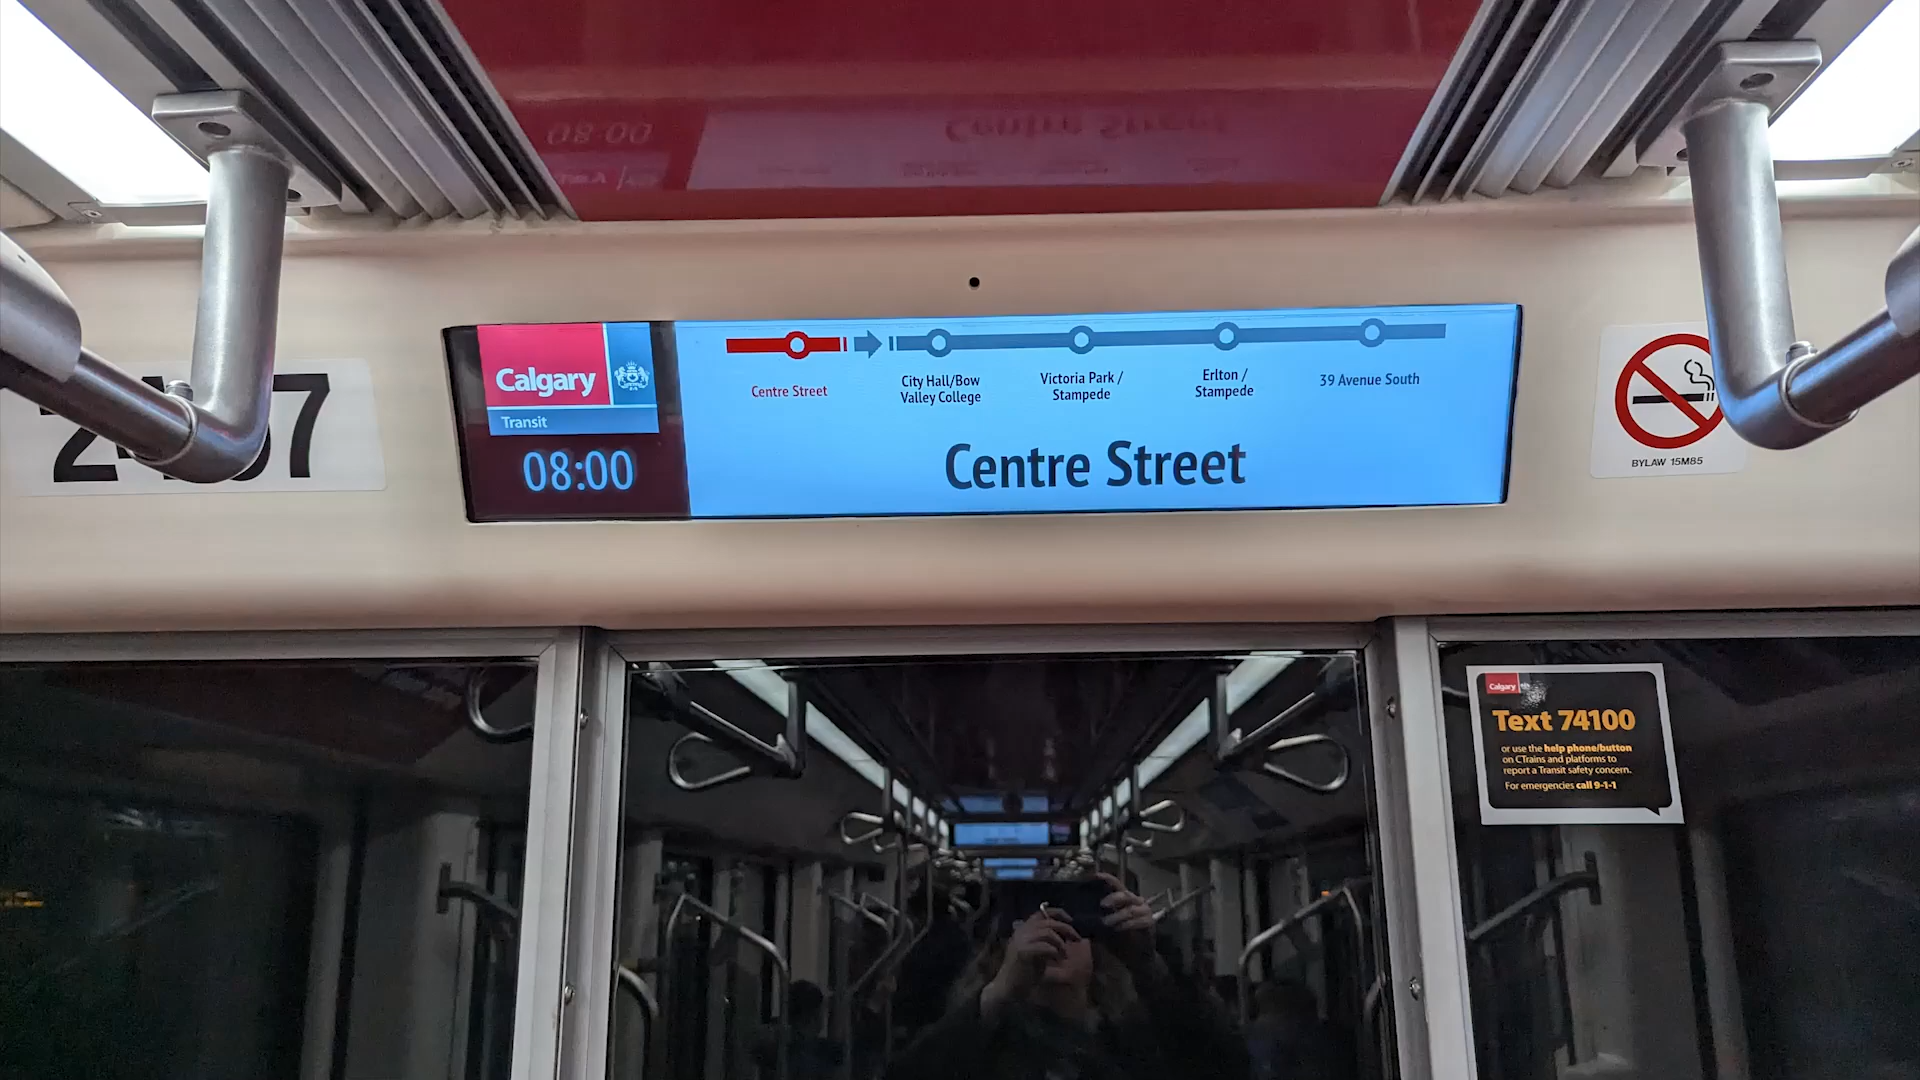 Calgary
Transit
08:00
Centre Street
City Hall/Bow
Valley College
Victoria Park /
Stampede
Erlton /
Stampede
39 Avenue South
Centre Street
BYLAW 15M85
Calgary
Text 74100
or use the help phone/button
on CTrains and platforms to
report a Transit safety concern.
For emergencies call 9-1-1